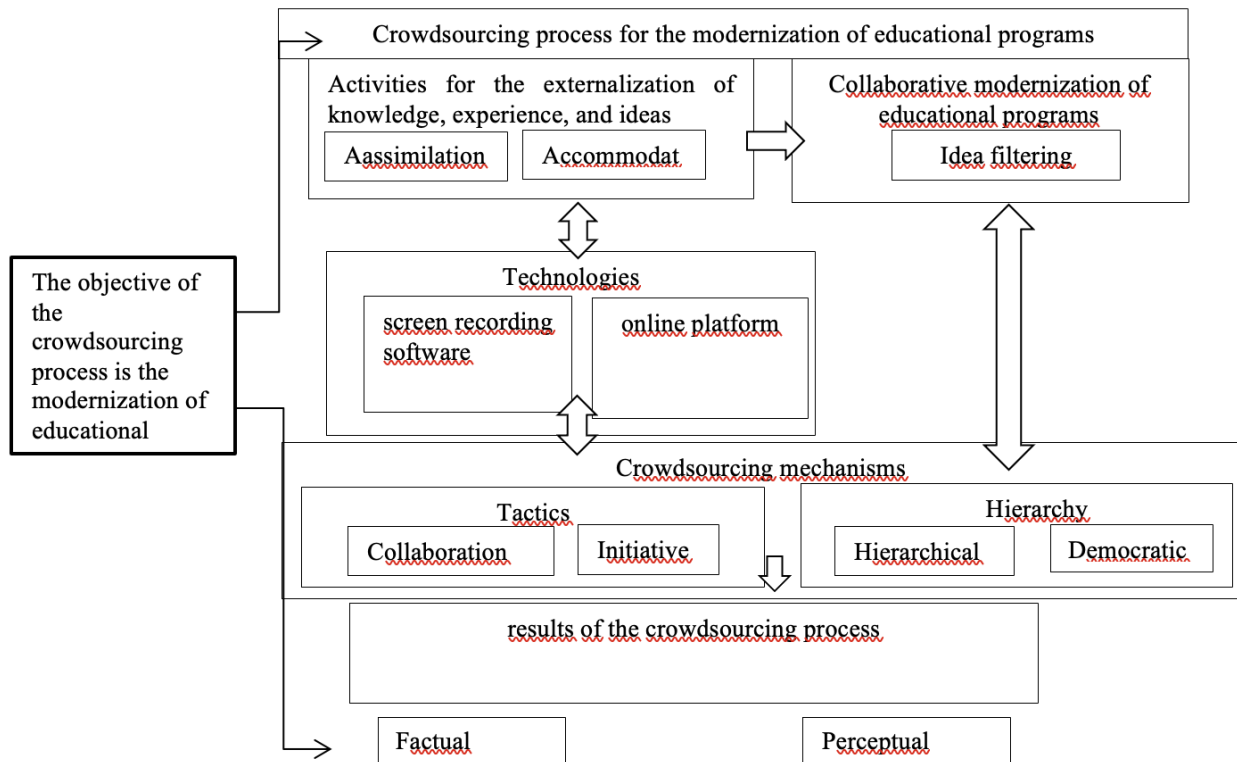 Crowdsourcing process for the modernization of educational programs
Activities for the externalization of
knowledge, experience, and ideas
Aassimilation
Accommodat
Collaborative modernization of
educational programs
Idea filtering
The objective of
the
crowdsourcing
process is the
modernization of
educational
Technologies
screen recording
software
online platform
Crowdsourcing mechanisms
Tactics
Collaboration
Initiative
Hierarchy
Hierarchical
Democratic
results of the crowdsourcing process
Factual
Perceptual